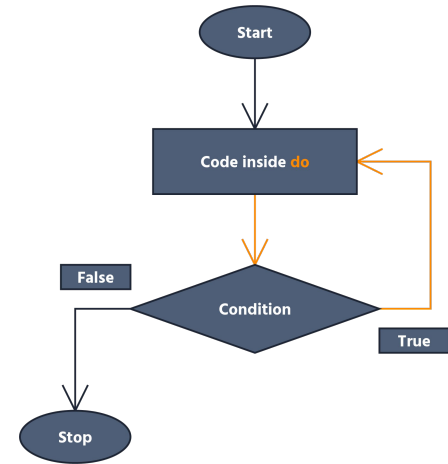 Start
Code inside do
False
Condition
True
Stop